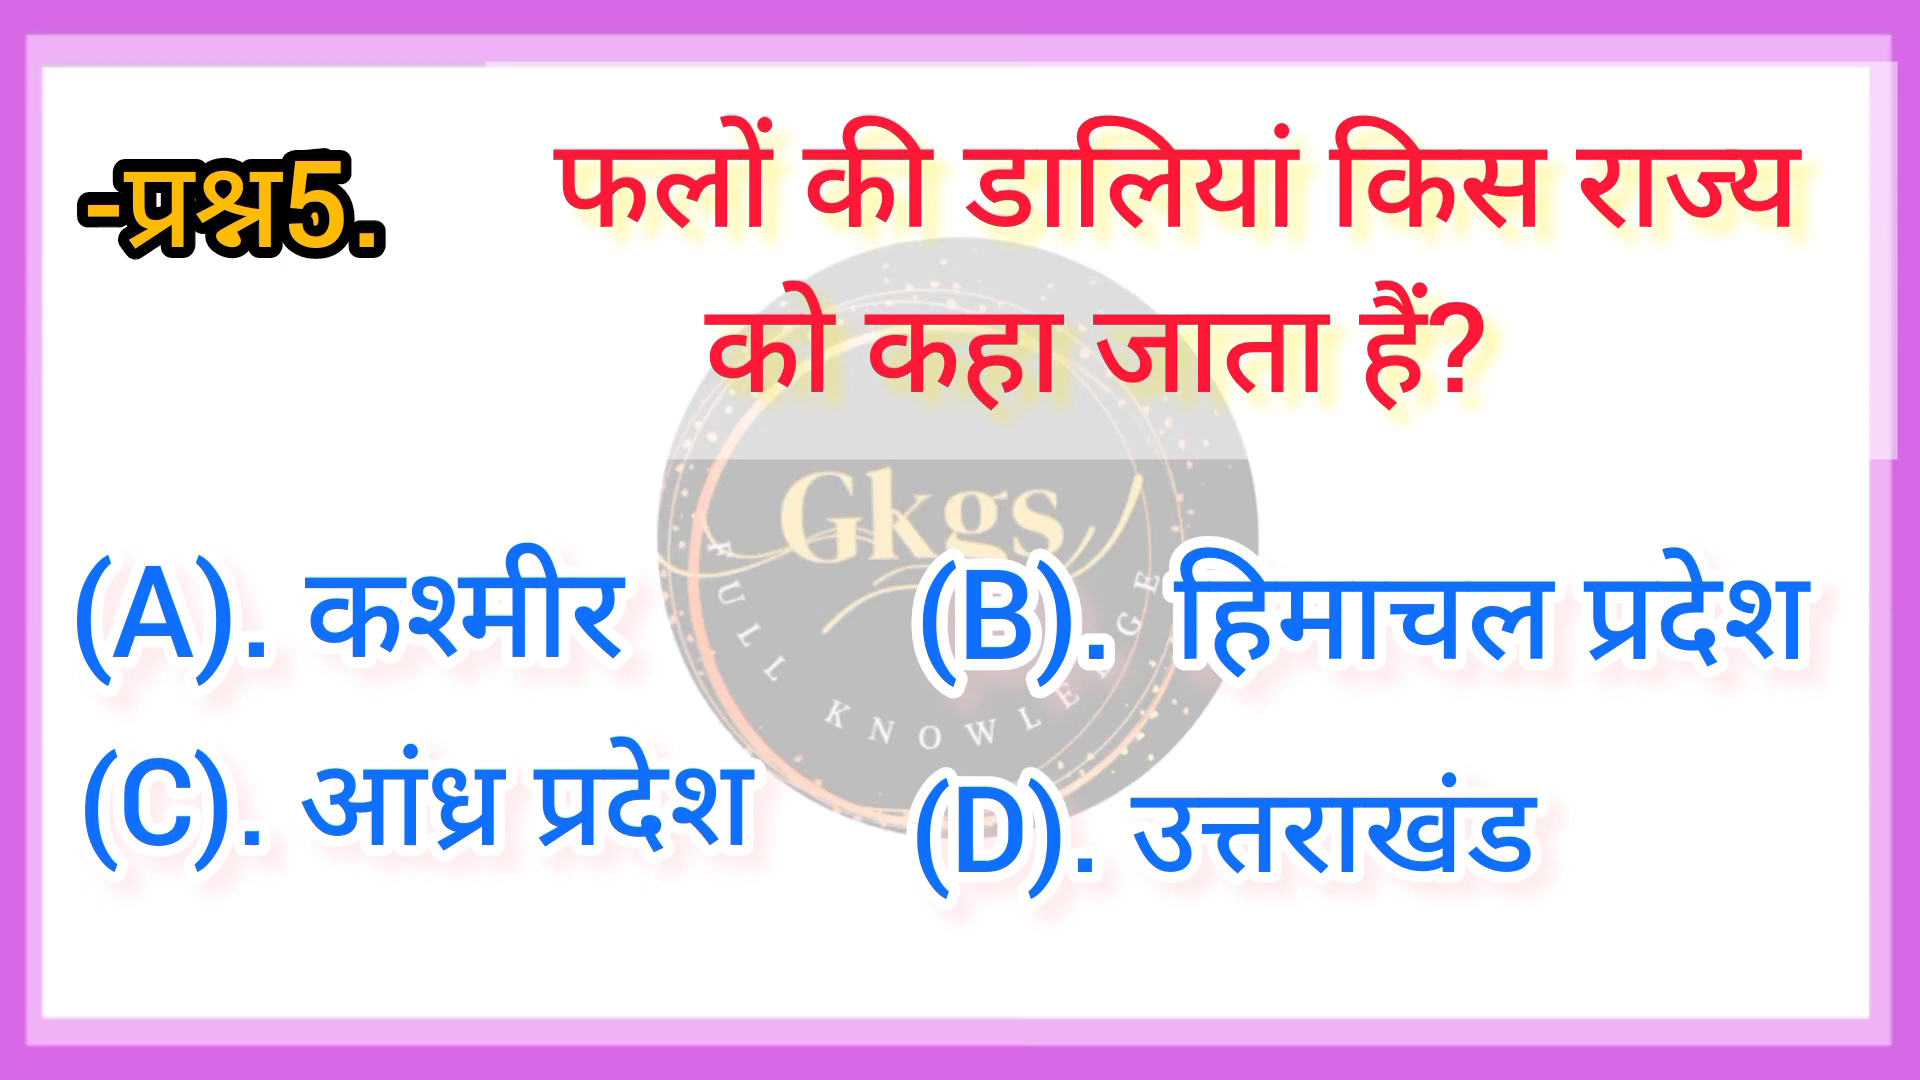 -प्रश्न5.
फलों की डालियां किस राज्य
को कहा जाता हैं?
Gkgs
FULL KNOWLEDGE
(A). कश्मीर
(B). हिमाचल प्रदेश
(C). आंध्र प्रदेश
(D). उत्तराखंड